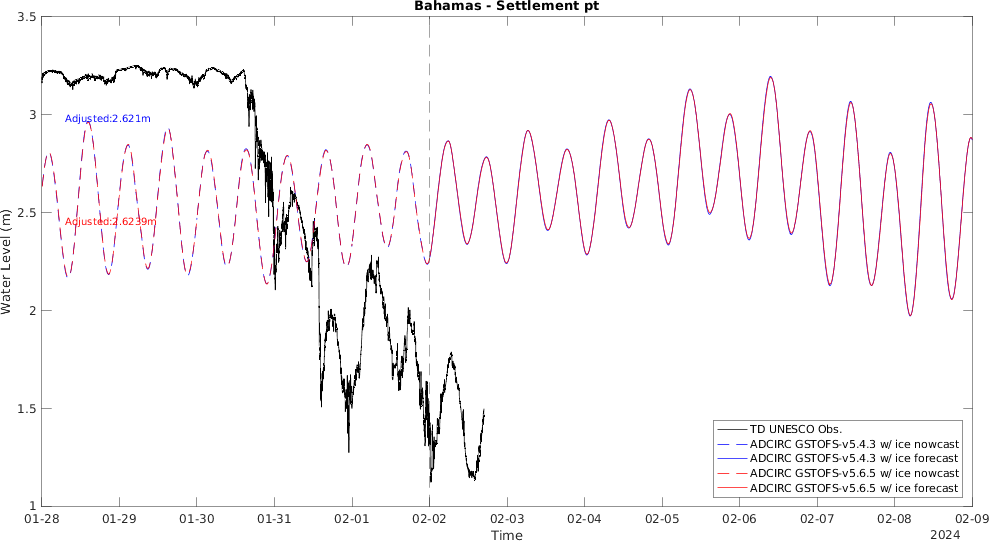 Bahamas - Settlement pt
3.5
3
2.5
2
1.5
1
Water Level (m)
Adjusted:2.621m
Adjusted:2.6239m
TD UNESCO Obs.
ADCIRC GSTOFS-v5.4.3 w/ ice nowcast
ADCIRC GSTOFS-v5.4.3 w/ ice forecast
ADCIRC GSTOFS-v5.6.5 w/ ice nowcast
ADCIRC GSTOFS-v5.6.5 w/ ice forecast
01-28 01-29 01-30 01-31 02-01 02-02 02-03 02-04 02-05 02-06 02-07 02-08 02-09
Time
2024